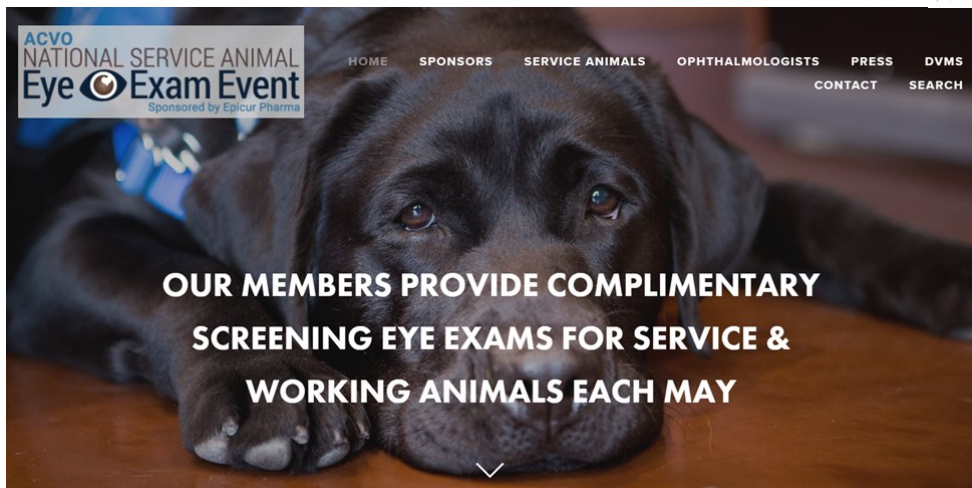 ACVO
NATIONAL SERVICE ANIMAL
Eye Exam Event
Sponsored by Epicur Pharma
HOME SPONSORS SERVICE ANIMALS OPHTHALMOLOGISTS PRESS DVMS
CONTACT SEARCH
OUR MEMBERS PROVIDE COMPLIMENTARY
SCREENING EYE EXAMS FOR SERVICE &
WORKING ANIMALS EACH MAY